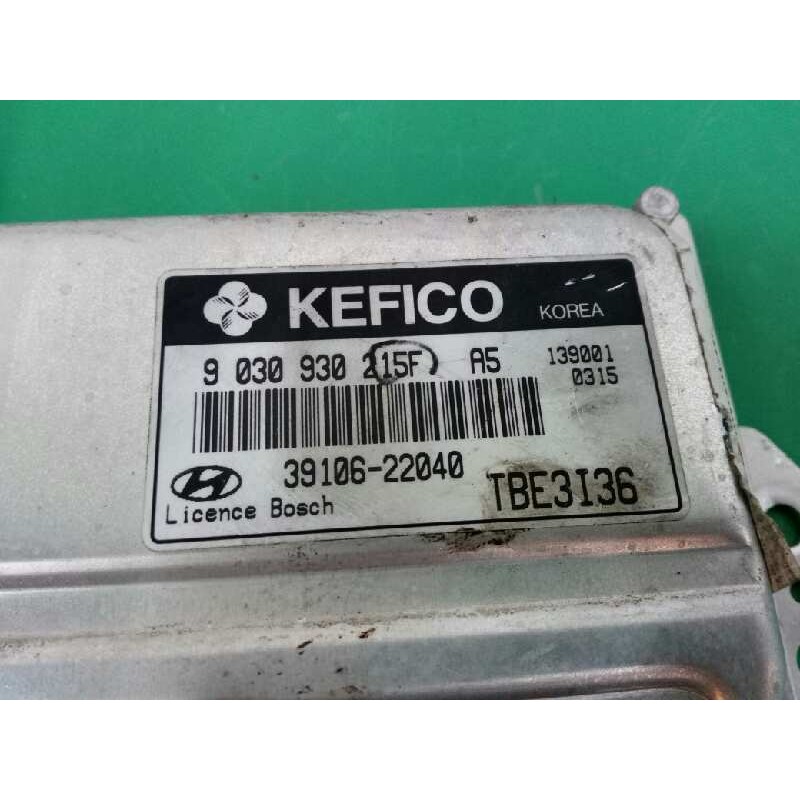 KEFICO KOREA
9 030 930 215F A5 139001
0315
39106-22040
TBE3I36
Licence Bosch